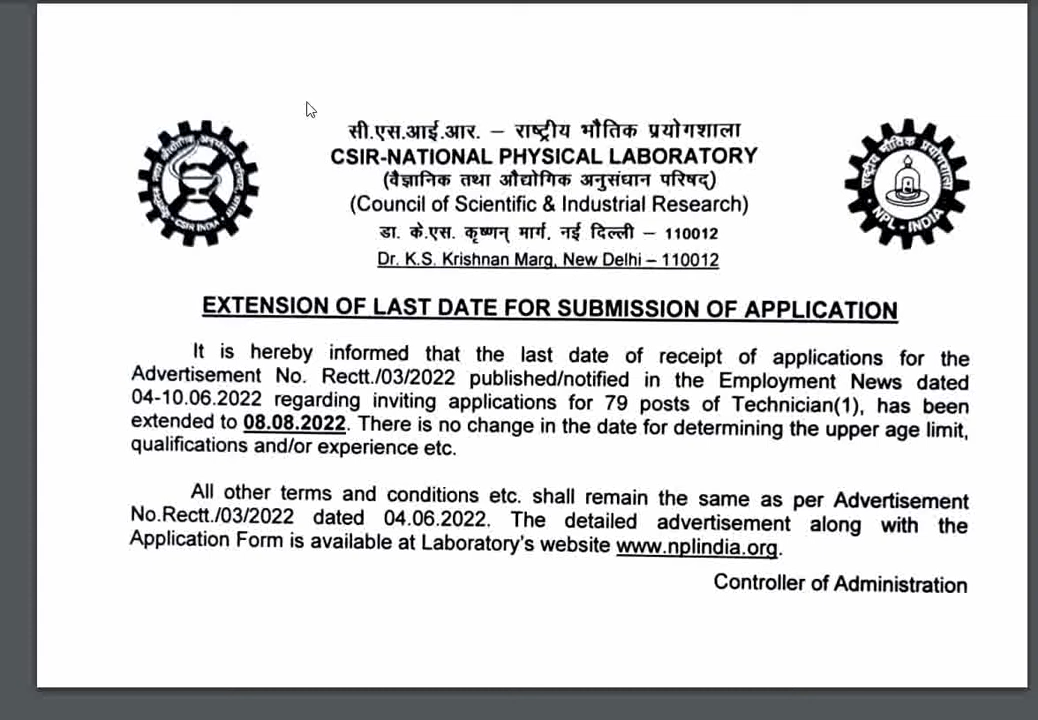 सी.एस.आई.आर. – राष्ट्रीय भौतिक प्रयोगशाला
CSIR-NATIONAL PHYSICAL LABORATORY
(वैज्ञानिक तथा औद्योगिक अनुसंधान परिषद्)
(Council of Scientific & Industrial Research)
डा. के.एस. कृष्णन् मार्ग, नई दिल्ली – 110012
Dr. K.S. Krishnan Marg, New Delhi – 110012
CSIR INDIA
राष्ट्रीय भौतिक प्रयोगशाला
NPL - INDIA
EXTENSION OF LAST DATE FOR SUBMISSION OF APPLICATION
It is hereby informed that the last date of receipt of applications for the
Advertisement No. Rectt./03/2022 published/notified in the Employment News dated
04-10.06.2022 regarding inviting applications for 79 posts of Technician(1), has been
extended to 08.08.2022. There is no change in the date for determining the upper age limit,
qualifications and/or experience etc.
All other terms and conditions etc. shall remain the same as per Advertisement
No.Rectt./03/2022 dated 04.06.2022. The detailed advertisement along with the
Application Form is available at Laboratory's website www.nplindia.org.
Controller of Administration